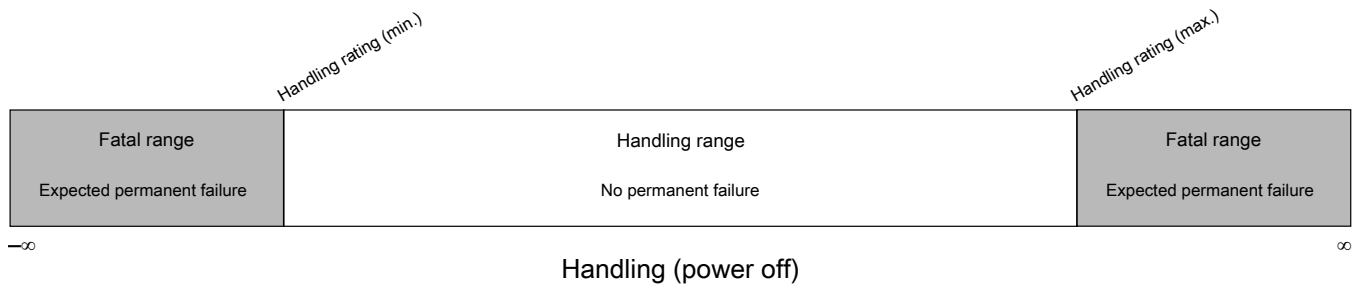 Handling rating (min.)
Handling rating (max.)
Fatal range
Handling range
Fatal range
Expected permanent failure
No permanent failure
Expected permanent failure
–∞
∞
Handling (power off)